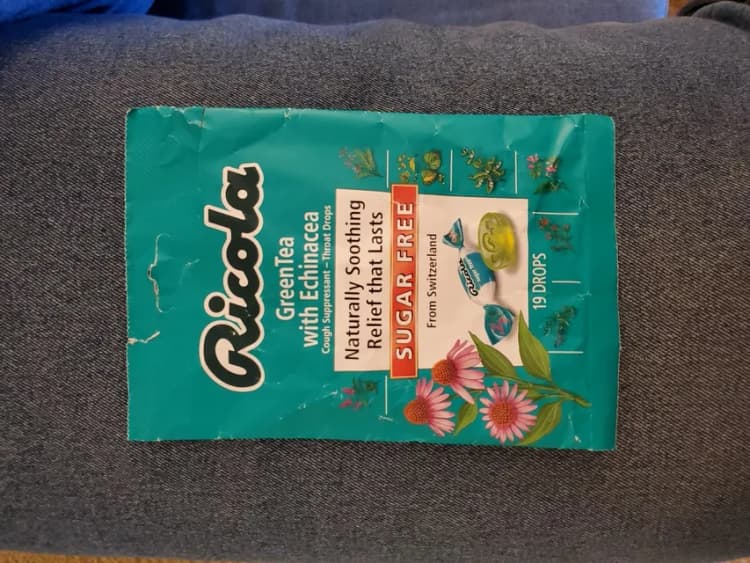 Ricola
Green Tea
with Echinacea
Cough Suppressant – Throat Drops
Naturally Soothing
Relief that Lasts
SUGAR FREE
From Switzerland
Ricola
19 DROPS